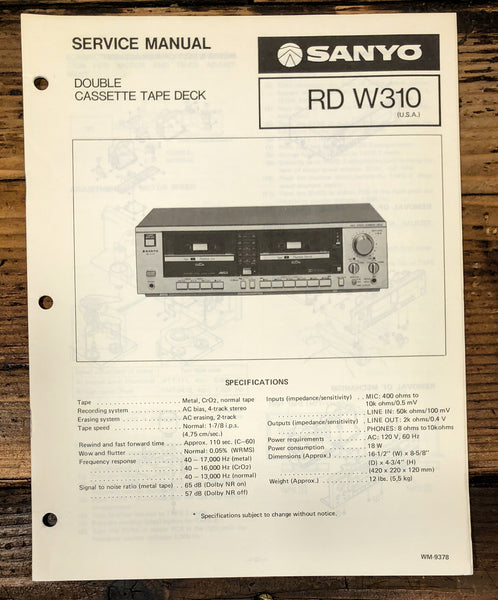 SERVICE MANUAL
SANYO
DOUBLE
CASSETTE TAPE DECK
RD W310
(U.S.A.)
SANYO
SPECIFICATIONS
Tape . . . Metal, CrO2, normal tape
Recording system . . . AC bias, 4-track stereo
Erasing system . . . AC erasing, 2-track
Tape speed . . . Normal: 1-7/8 i.p.s.
(4.75 cm/sec.)
Rewind and fast forward time . Approx. 110 sec. (C-60)
Wow and flutter . . . Normal: 0.05% (WRMS)
Frequency response . . . 40 – 17,000 Hz (metal)
40 – 16,000 Hz (CrO2)
40 – 13,000 Hz (normal)
Signal to noise ratio (metal tape) . 65 dB (Dolby NR on)
57 dB (Dolby NR off)
Inputs (impedance/sensitivity) . . MIC: 400 ohms to
10k ohms/0.5 mV
LINE IN: 50k ohms/100 mV
Outputs (impedance/sensitivity) . LINE OUT: 2k ohms/0.4 V
PHONES: 8 ohms to 10k ohms
Power requirements . . . AC: 120 V, 60 Hz
Power consumption . . . 18 W
Dimensions (Approx.) . . . 16-1/2" (W) x 8-5/8"
(D) x 4-3/4" (H)
(420 x 220 x 120 mm)
Weight (Approx.) . . . 12 lbs. (5,5 kg)
* Specifications subject to change without notice.
WM-9378